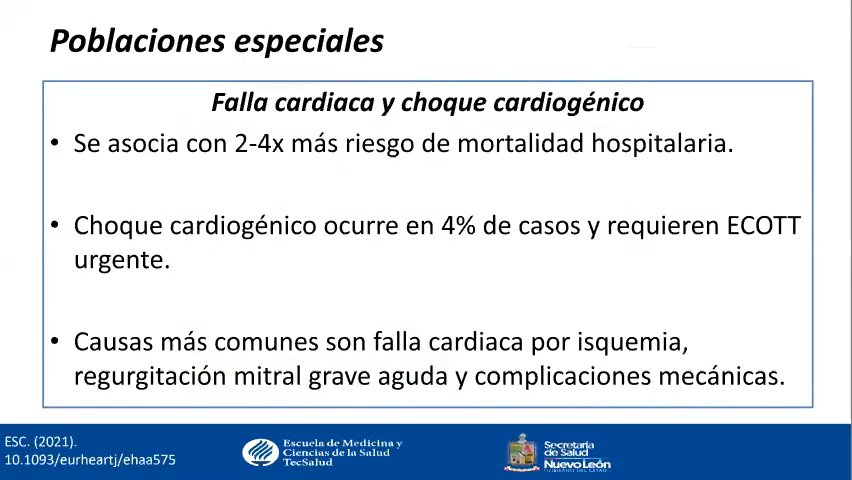 Poblaciones especiales
Falla cardiaca y choque cardiogénico
• Se asocia con 2-4x más riesgo de mortalidad hospitalaria.
• Choque cardiogénico ocurre en 4% de casos y requieren ECOTT
urgente.
• Causas más comunes son falla cardiaca por isquemia,
regurgitación mitral grave aguda y complicaciones mecánicas.
ESC. (2021).
10.1093/eurheartj/ehaa575
Escuela de Medicina y
Ciencias de la Salud
TecSalud
Secretaría
de Salud
Nuevo León